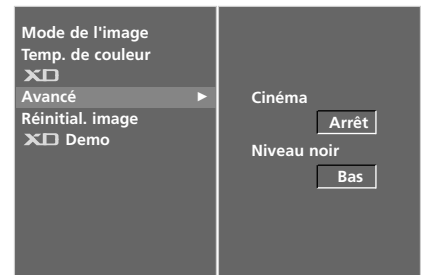 Mode de l'image
Temp. de couleur
XD
Avancé ►
Réinitial. image
XD Demo
Cinéma
Arrêt
Niveau noir
Bas